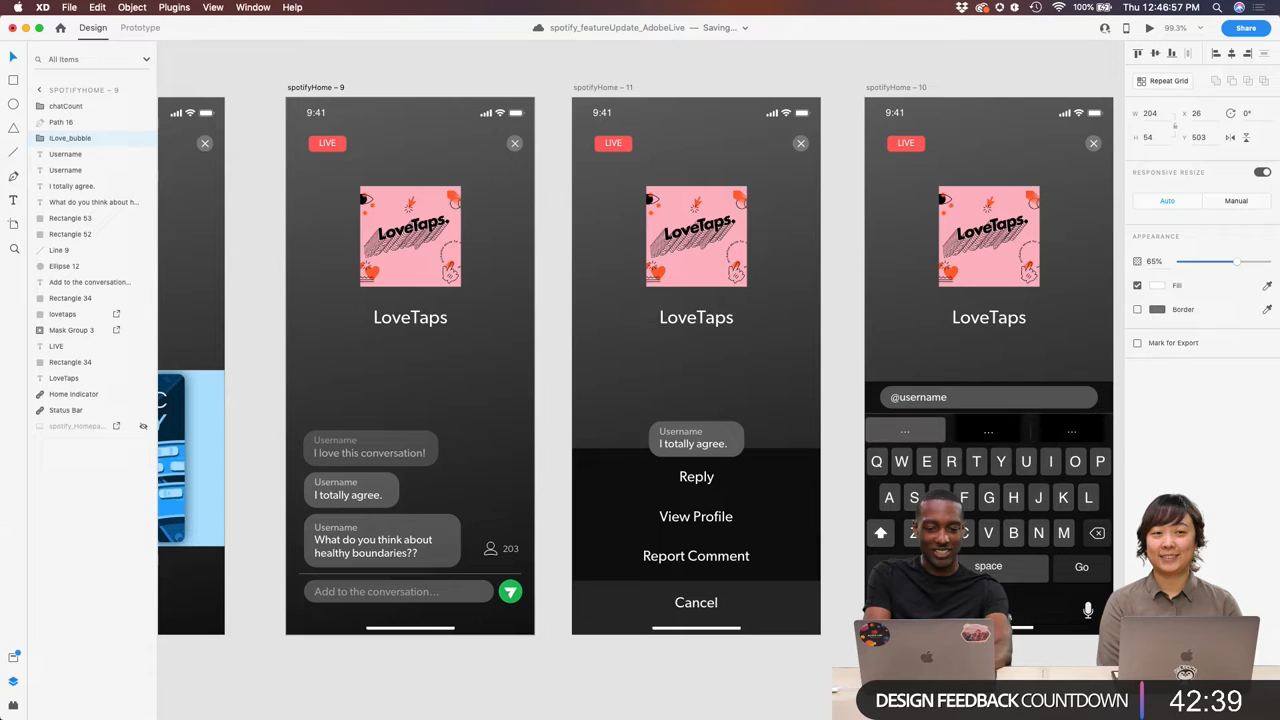 XD File Edit Object Plugins View Window Help
100% Thu 12:46:57 PM
Design Prototype
spotify_featureUpdate_AdobeLive — Saving...
99.3%
Share
All Items
SPOTIFYHOME – 9
chatCount
Path 16
ILove_bubble
Username
Username
I totally agree.
What do you think about h...
Rectangle 53
Rectangle 52
Line 9
Ellipse 12
Add to the conversation...
Rectangle 34
lovetaps
Mask Group 3
LIVE
Rectangle 34
LoveTaps
Home Indicator
Status Bar
spotify_Homepa...
spotifyHome – 9
9:41
LIVE
LoveTaps.
LoveTaps
Username
I love this conversation!
Username
I totally agree.
Username
What do you think about
healthy boundaries??
203
Add to the conversation...
spotifyHome – 11
9:41
LIVE
LoveTaps.
LoveTaps
Username
I totally agree.
Reply
View Profile
Report Comment
Cancel
spotifyHome – 10
9:41
LIVE
LoveTaps.
LoveTaps
@username
... ... ...
Q W E R T Y U I O P
A S F G H J K L
Z C V B N M
space Go
Repeat Grid
W 204 X 26 0°
H 54 Y 503
RESPONSIVE RESIZE
Auto Manual
APPEARANCE
65%
Fill
Border
Mark for Export
DESIGN FEEDBACK COUNTDOWN 42:39